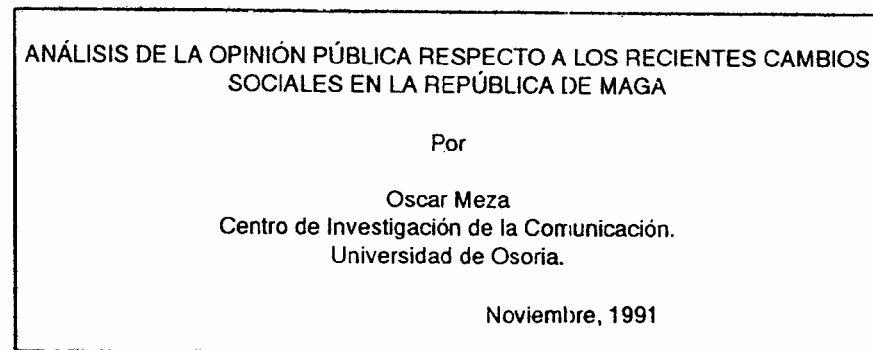 ANÁLISIS DE LA OPINIÓN PÚBLICA RESPECTO A LOS RECIENTES CAMBIOS
SOCIALES EN LA REPÚBLICA DE MAGA
Por
Oscar Meza
Centro de Investigación de la Comunicación.
Universidad de Osoria.
Noviembre, 1991